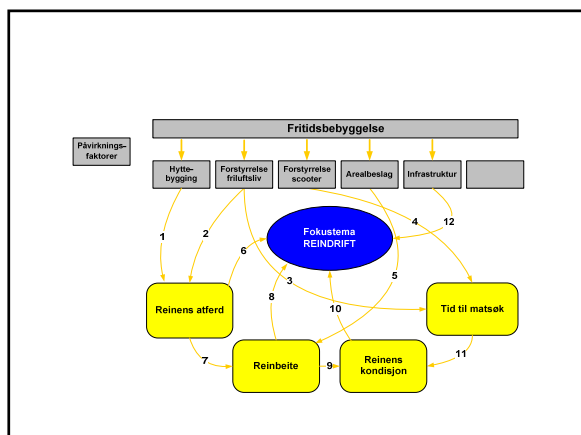 Fritidsbebyggelse
Påvirknings-
faktorer
Hytte-
bygging
Forstyrrelse
friluftsliv
Forstyrrelse
scooter
Arealbeslag
Infrastruktur
1
2
6
4
12
Fokustema
REINDRIFT
3
5
8
10
Reinens atferd
Tid til matsøk
7
9
11
Reinbeite
Reinens
kondisjon